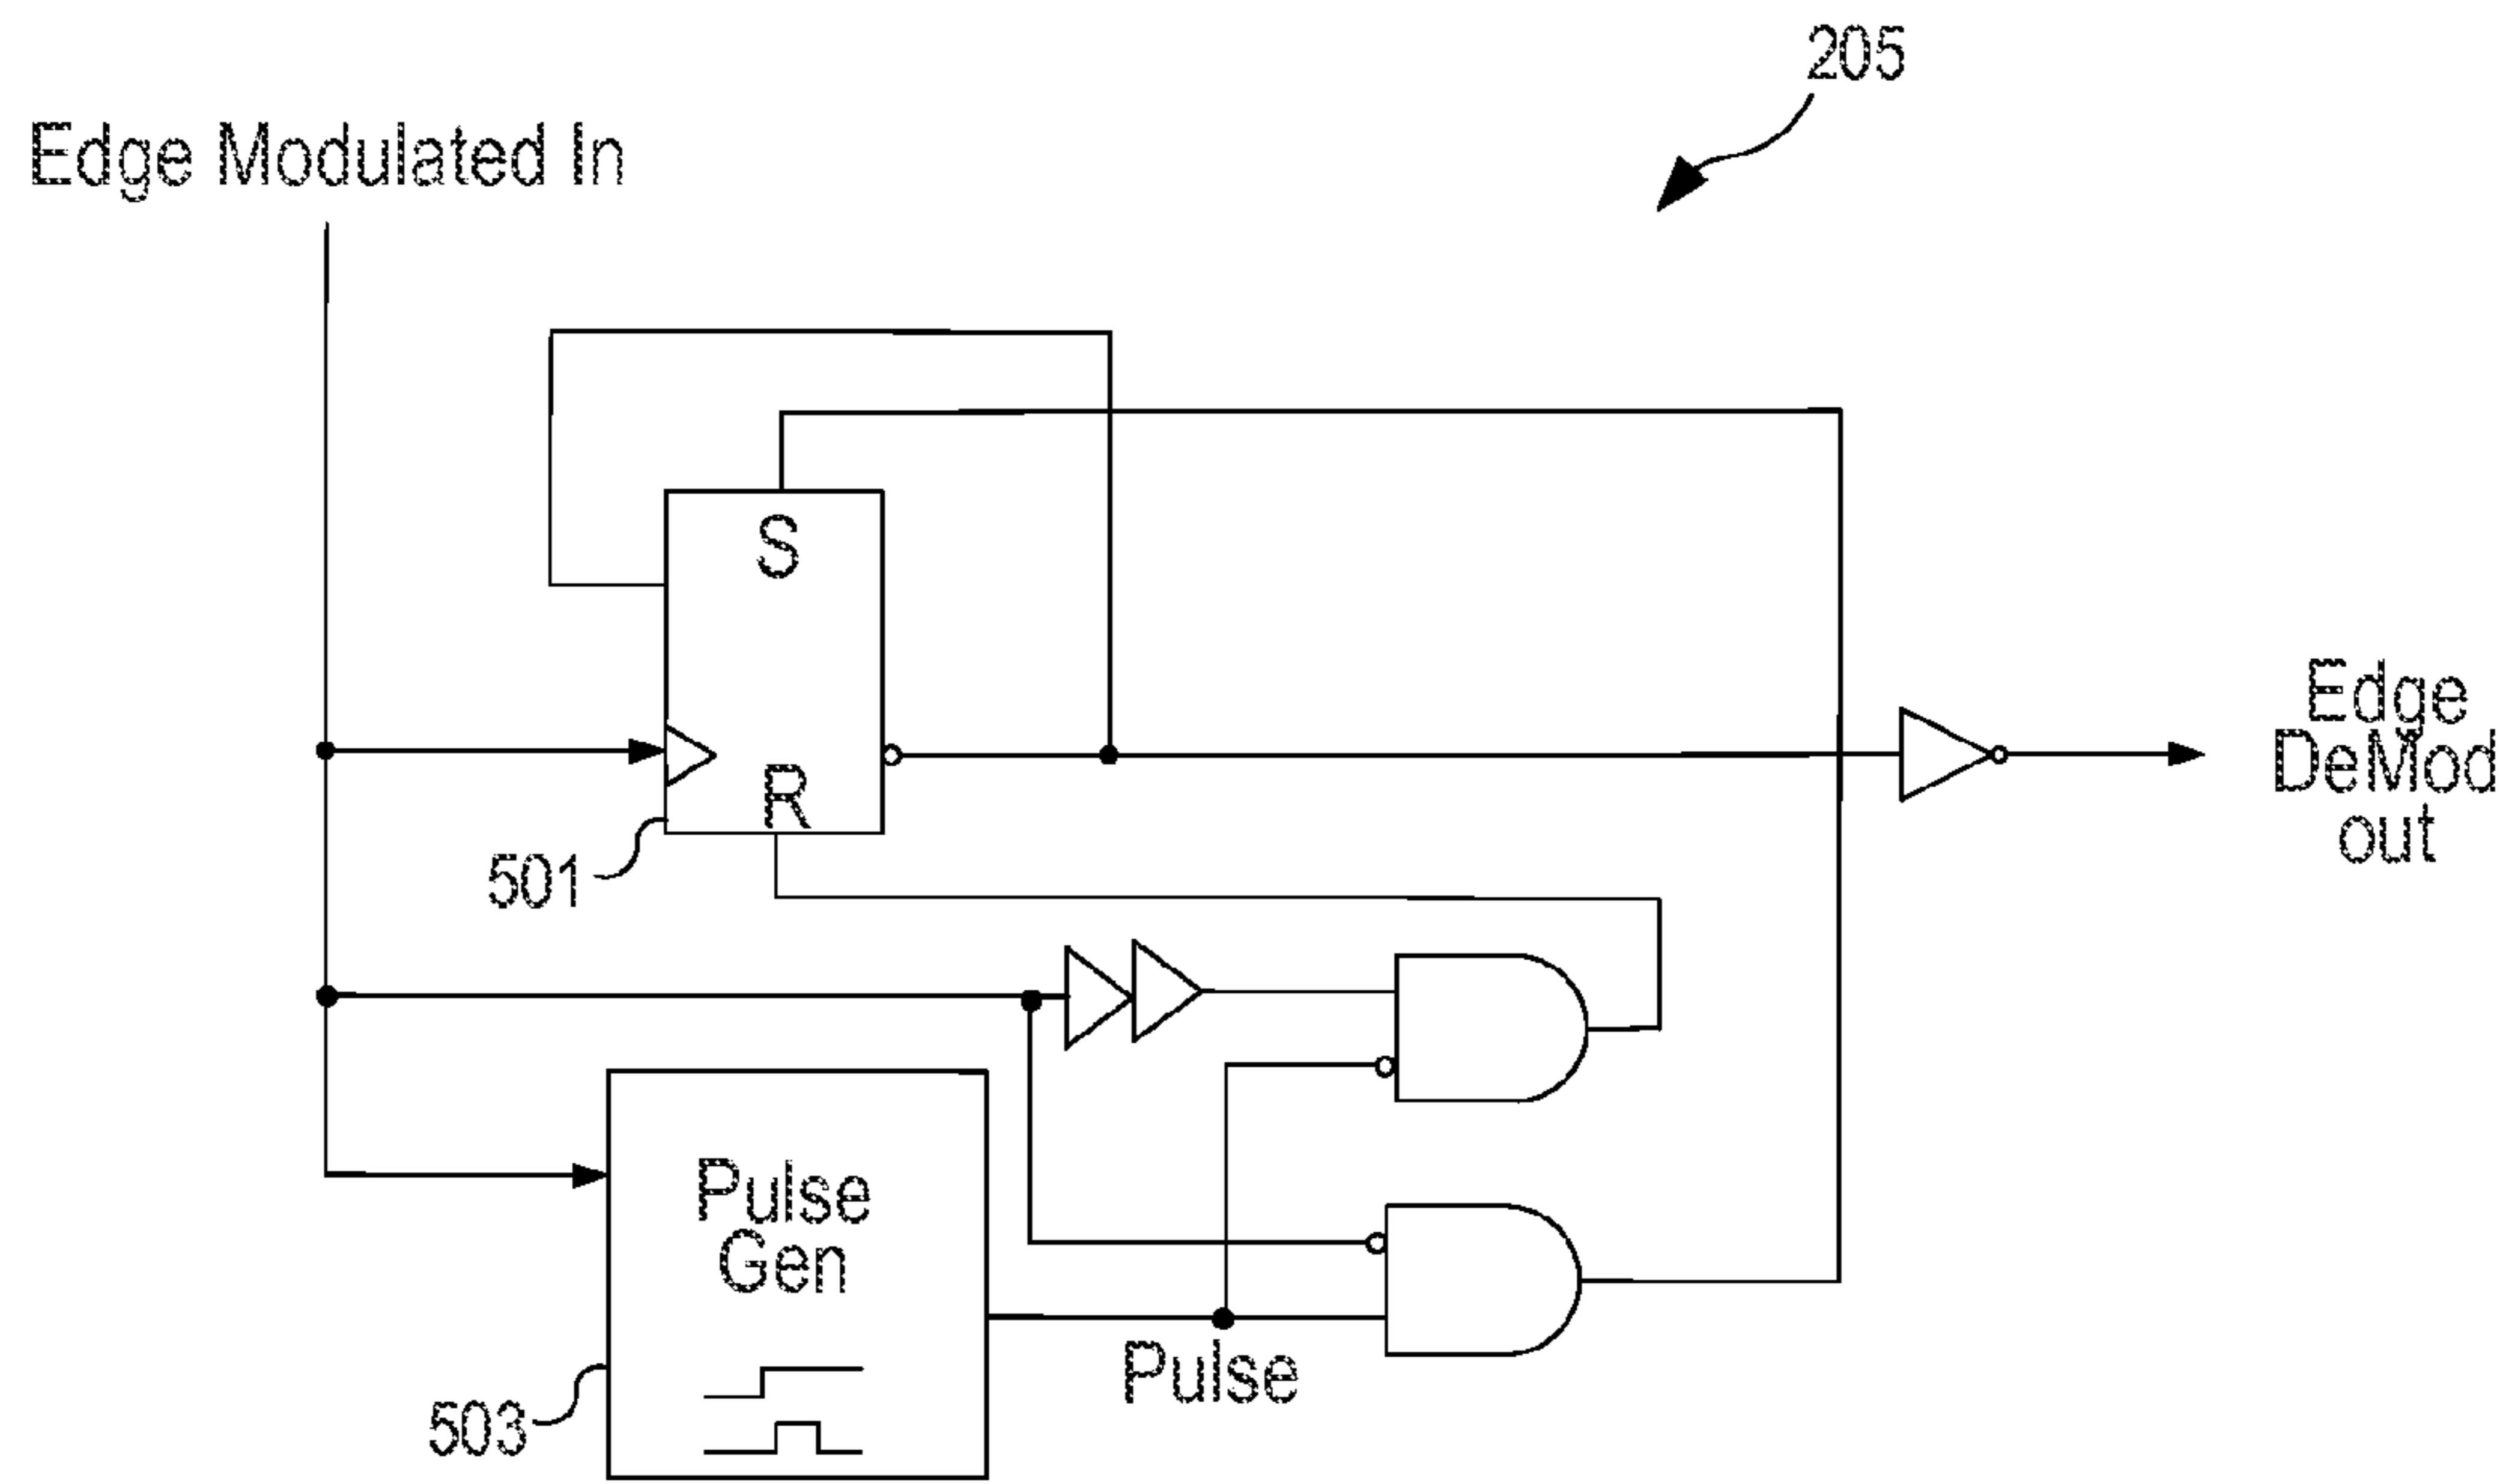 205
Edge Modulated In
S
R
501
Edge
DeMod
out
Pulse
Gen
Pulse
503